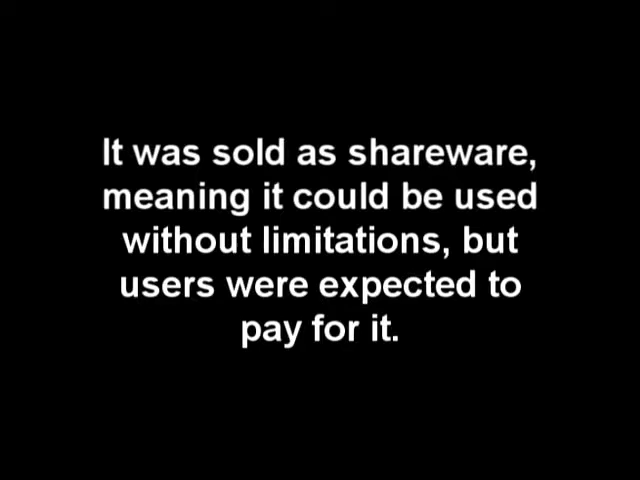 It was sold as shareware,
meaning it could be used
without limitations, but
users were expected to
pay for it.